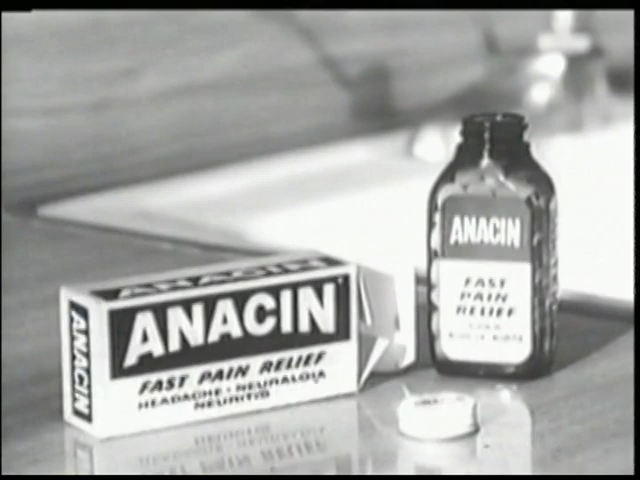 ANACIN
ANACIN
ANACIN
FAST PAIN RELIEF
HEADACHE • NEURALGIA
NEURITIS
ANACIN
FAST
PAIN
RELIEF